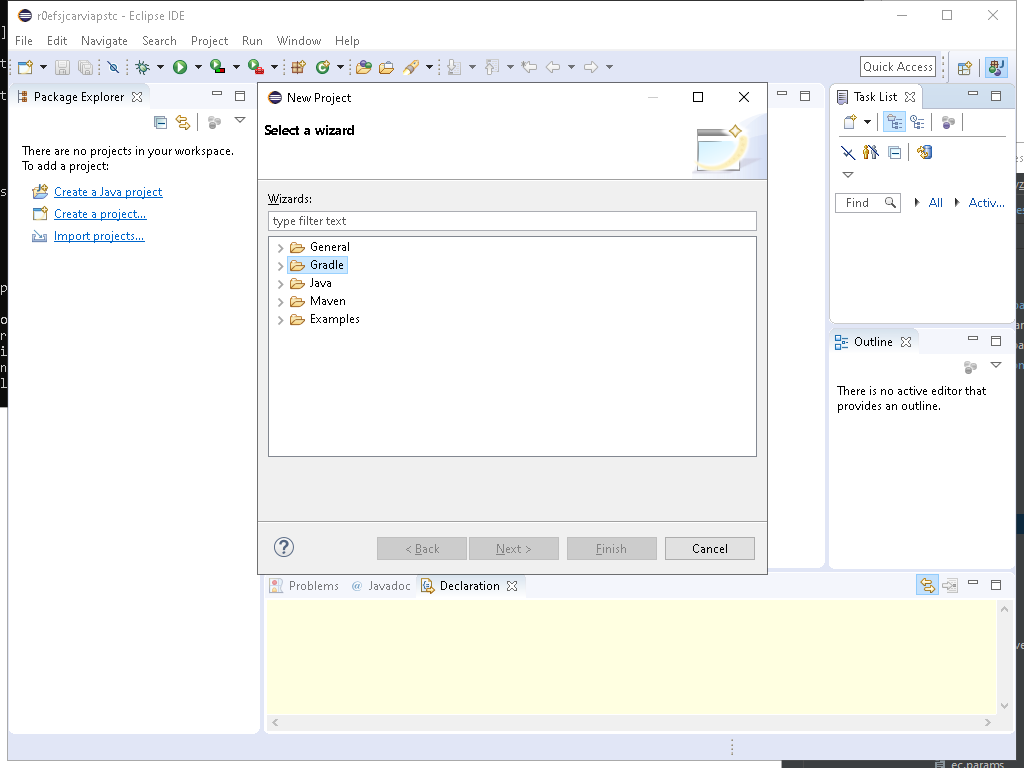 r0efsjcarviapstc - Eclipse IDE
File Edit Navigate Search Project Run Window Help
Quick Access
Package Explorer
There are no projects in your workspace.
To add a project:
Create a Java project
Create a project...
Import projects...
New Project
Select a wizard
Wizards:
type filter text
General
Gradle
Java
Maven
Examples
?
< Back
Next >
Finish
Cancel
Task List
Find
All
Activ...
Outline
There is no active editor that
provides an outline.
Problems
@ Javadoc
Declaration
ec.params